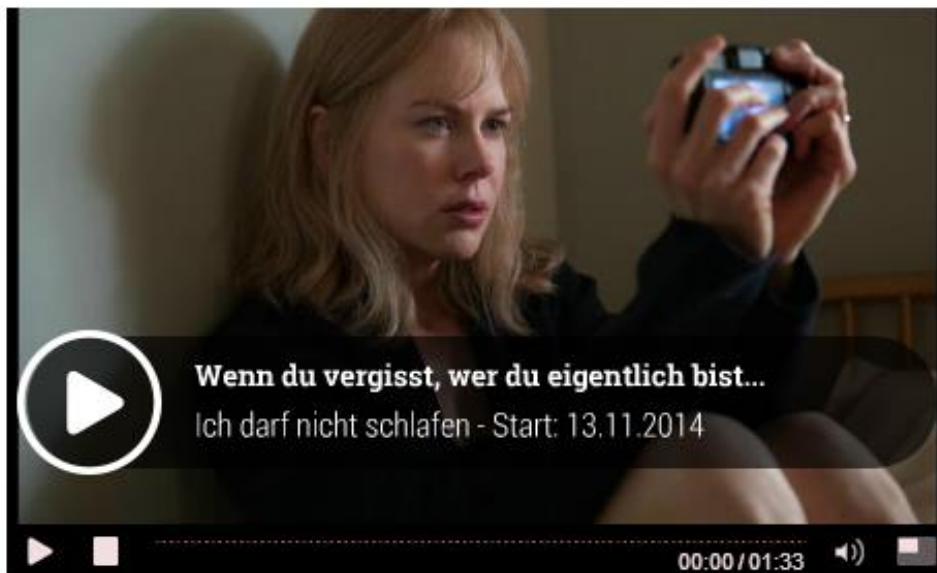 Wenn du vergisst, wer du eigentlich bist...
Ich darf nicht schlafen - Start: 13.11.2014
00:00/01:33